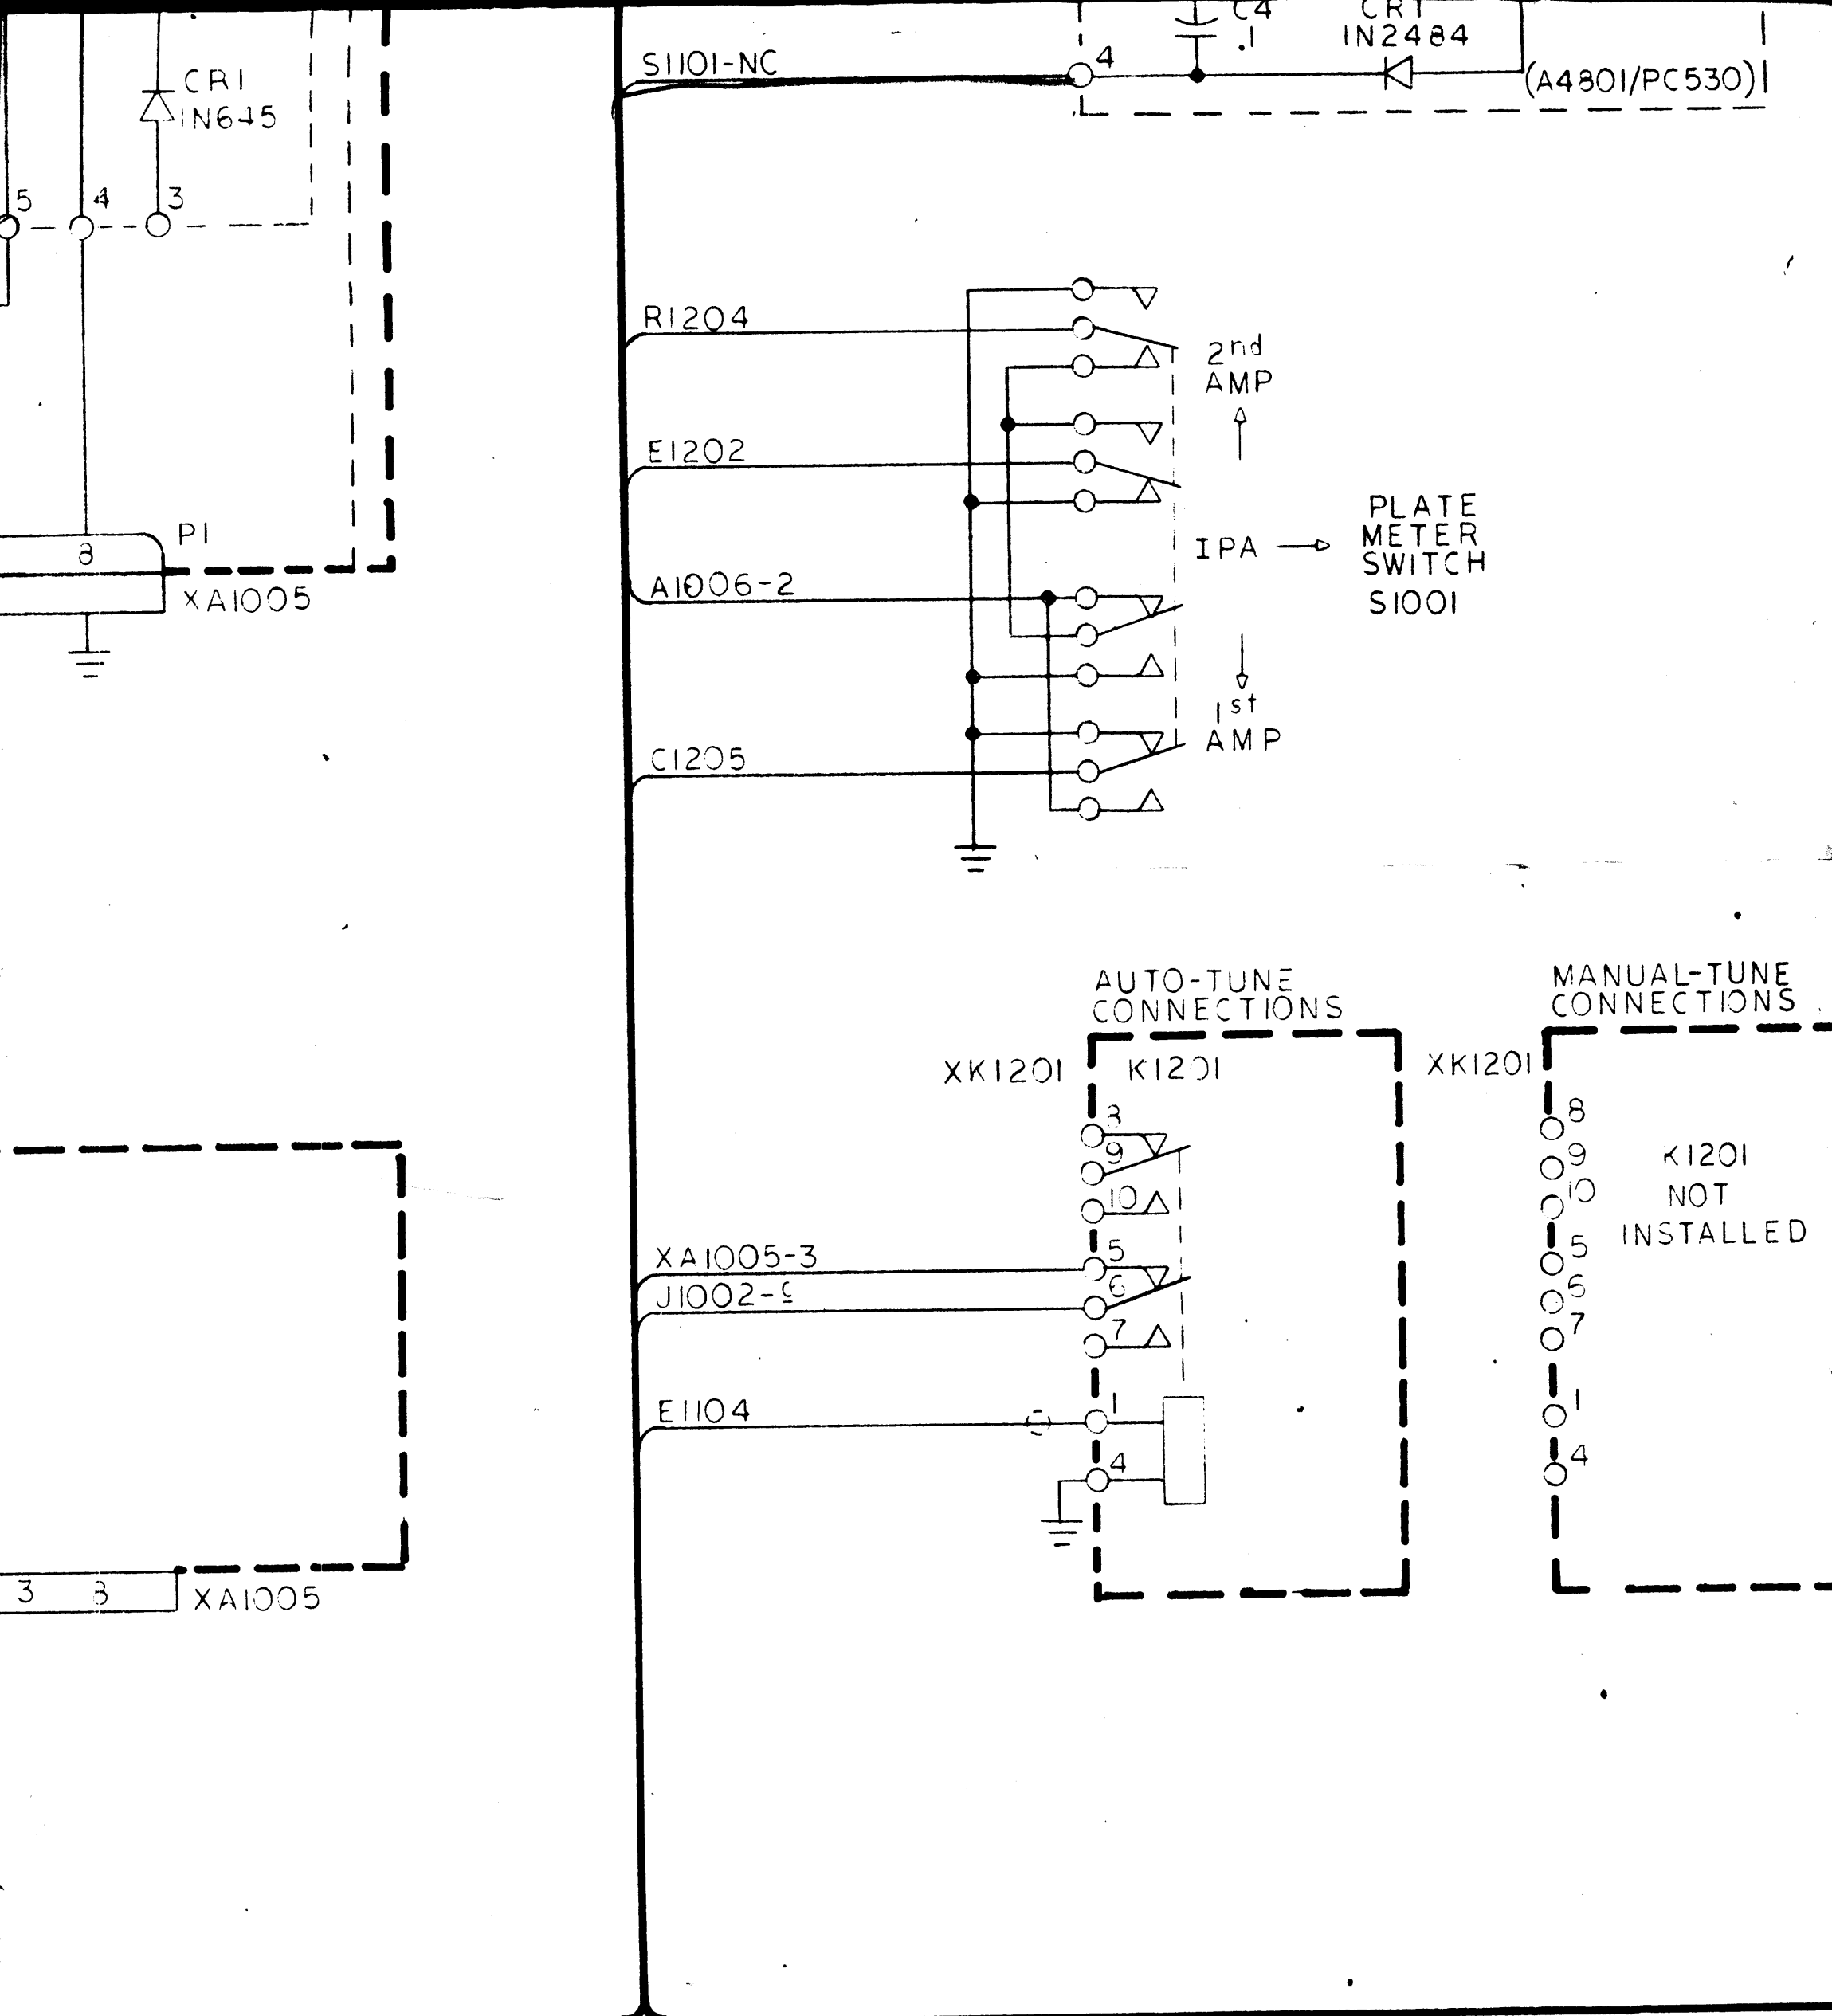 C4
.1
CR1
1N2484
S1101-NC
4
(A4801/PC530)
CR1
1N645
5
4
3
R1204
2nd
AMP
E1202
P1
8
XA1005
IPA
PLATE
METER
SWITCH
S1001
A1006-2
1st
AMP
C1205
AUTO-TUNE
CONNECTIONS
MANUAL-TUNE
CONNECTIONS
XK1201
K1201
XK1201
8
9
10
5
6
7
1
4
XA1005-3
J1002-
E1104
8
9
10
5
6
7
1
4
K1201
NOT
INSTALLED
3
8
XA1005